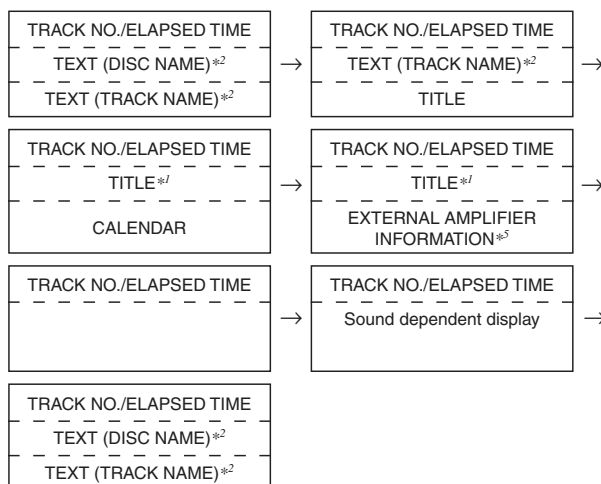 TRACK NO./ELAPSED TIME
TEXT (DISC NAME)*2
TEXT (TRACK NAME)*2
→
TRACK NO./ELAPSED TIME
TEXT (TRACK NAME)*2
TITLE
→
TRACK NO./ELAPSED TIME
TITLE*1
CALENDAR
→
TRACK NO./ELAPSED TIME
TITLE*1
EXTERNAL AMPLIFIER
INFORMATION*5
→
TRACK NO./ELAPSED TIME
→
TRACK NO./ELAPSED TIME
Sound dependent display
→
TRACK NO./ELAPSED TIME
TEXT (DISC NAME)*2
TEXT (TRACK NAME)*2